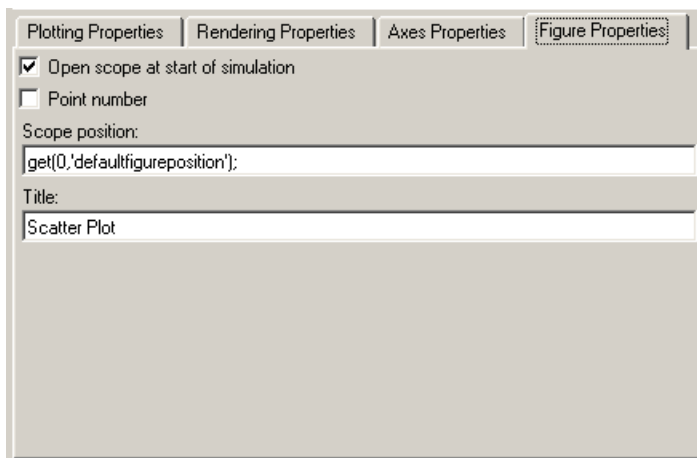 Plotting Properties Rendering Properties Axes Properties Figure Properties
Open scope at start of simulation
Point number
Scope position:
get(0,'defaultfigureposition');
Title:
Scatter Plot